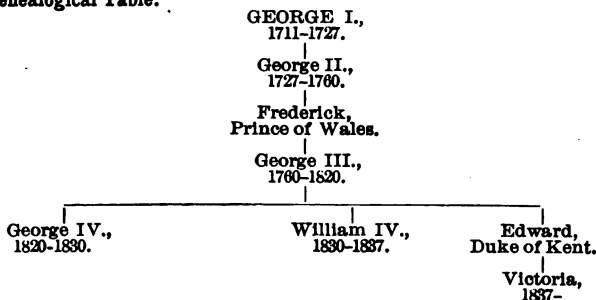 Genealogical Table.
GEORGE I.,
1711-1727.
George II.,
1727-1760.
Frederick,
Prince of Wales.
George III.,
1760-1820.
George IV.,
1820-1830.
William IV.,
1830-1837.
Edward,
Duke of Kent.
Victoria,
1837-